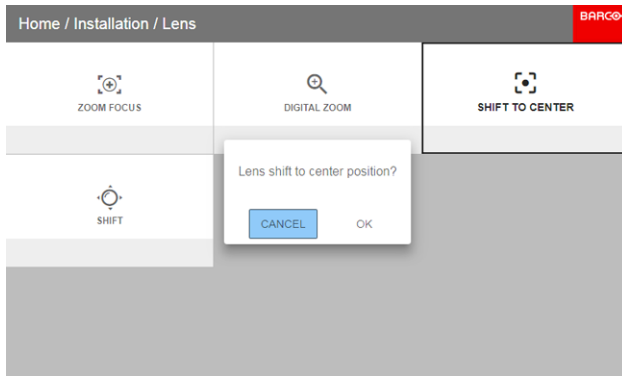 Home / Installation / Lens
BARCO
ZOOM FOCUS
DIGITAL ZOOM
SHIFT TO CENTER
Lens shift to center position?
SHIFT
CANCEL
OK